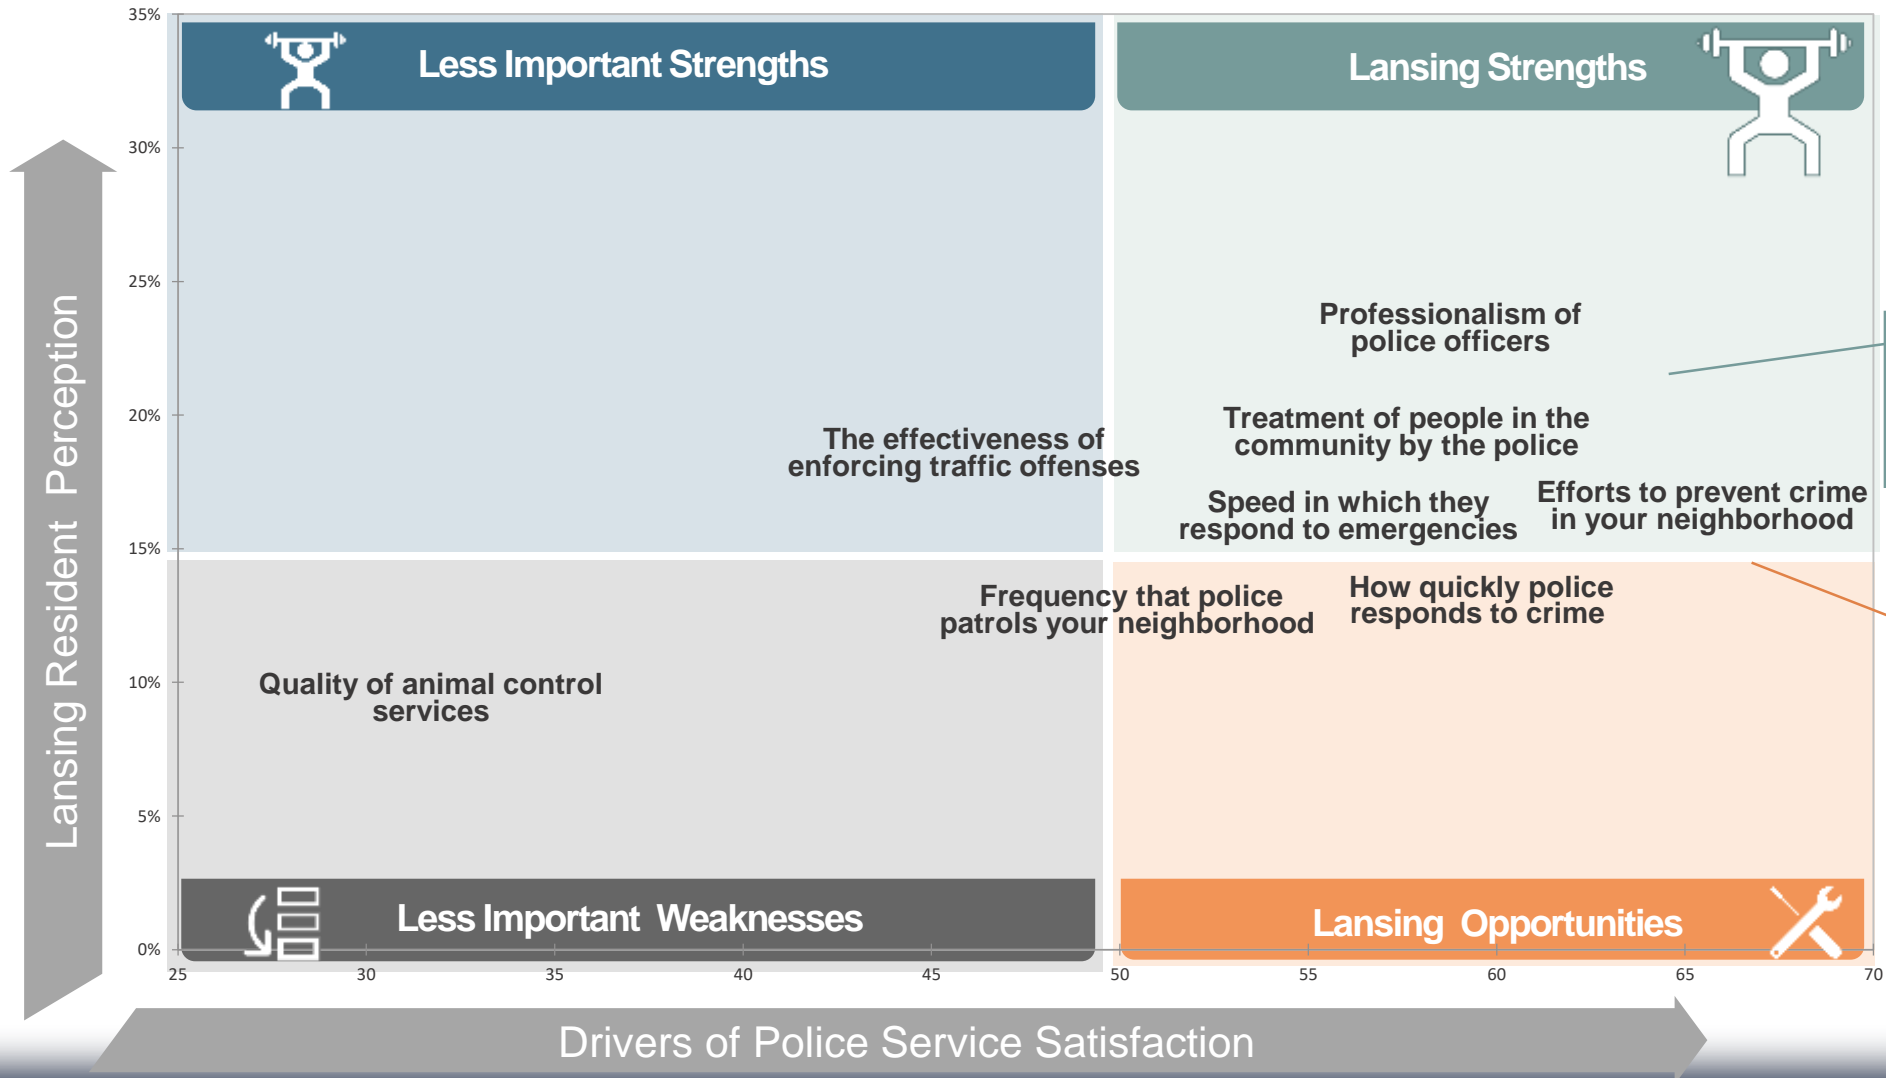 35%
Less Important Strengths
Lansing Strengths
30%
25%
Professionalism of
police officers
20%
Treatment of people in the
community by the police
The effectiveness of
enforcing traffic offenses
Speed in which they
respond to emergencies
Efforts to prevent crime
in your neighborhood
15%
Frequency that police
patrols your neighborhood
How quickly police
responds to crime
10%
Quality of animal control
services
5%
Less Important Weaknesses
Lansing Opportunities
0%
25 30 35 40 45 50 55 60 65 70
Lansing Resident Perception
Drivers of Police Service Satisfaction